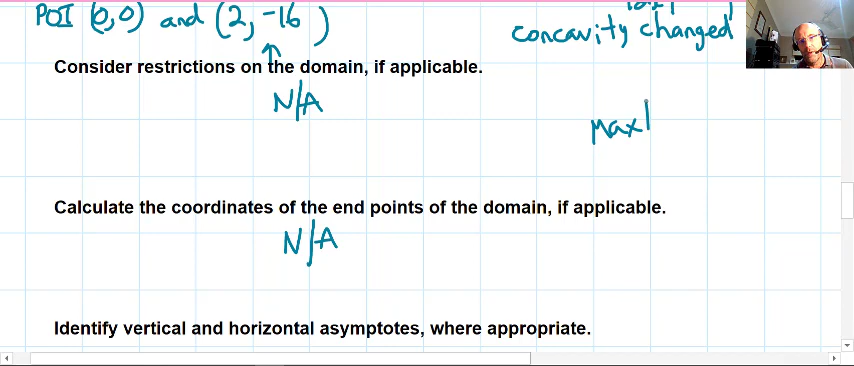 POI (0,0) and (2, -16)
concavity changed
Consider restrictions on the domain, if applicable.
N/A
Max
Calculate the coordinates of the end points of the domain, if applicable.
N/A
Identify vertical and horizontal asymptotes, where appropriate.